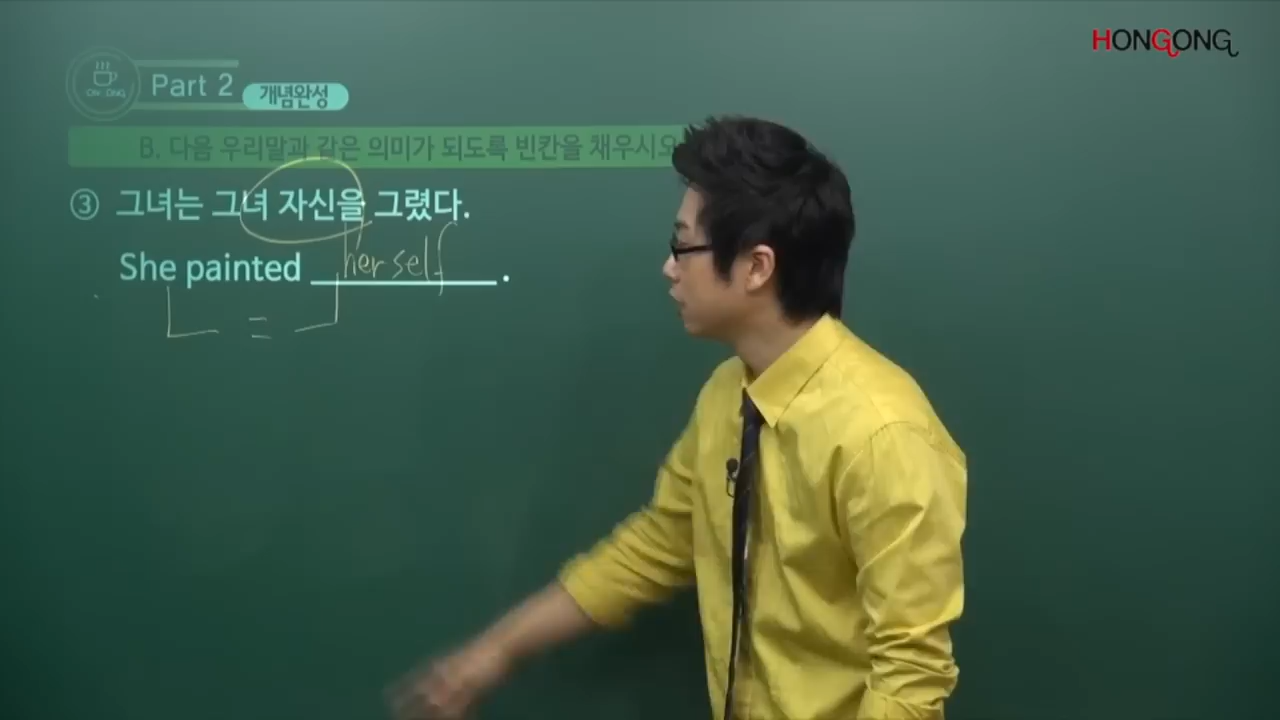 HONGONG
Part 2
개념완성
B. 다음 우리말과 같은 의미가 되도록 빈칸을 채우시오
③ 그녀는 그녀 자신을 그렸다.
She painted herself.
=